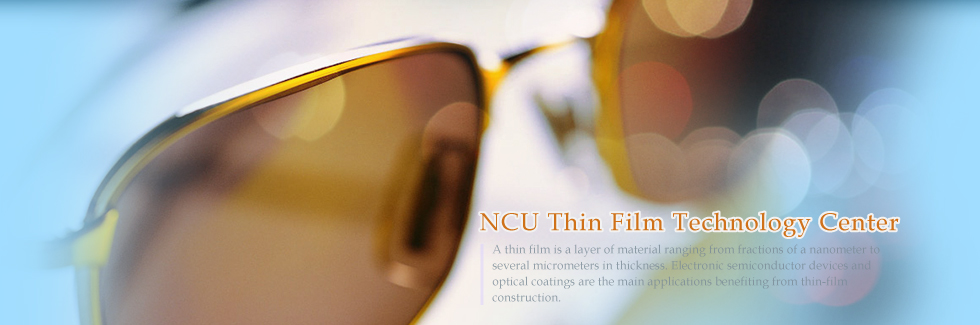 NCU Thin Film Technology Center
A thin film is a layer of material ranging from fractions of a nanometer to
several micrometers in thickness. Electronic semiconductor devices and
optical coatings are the main applications benefiting from thin-film
construction.